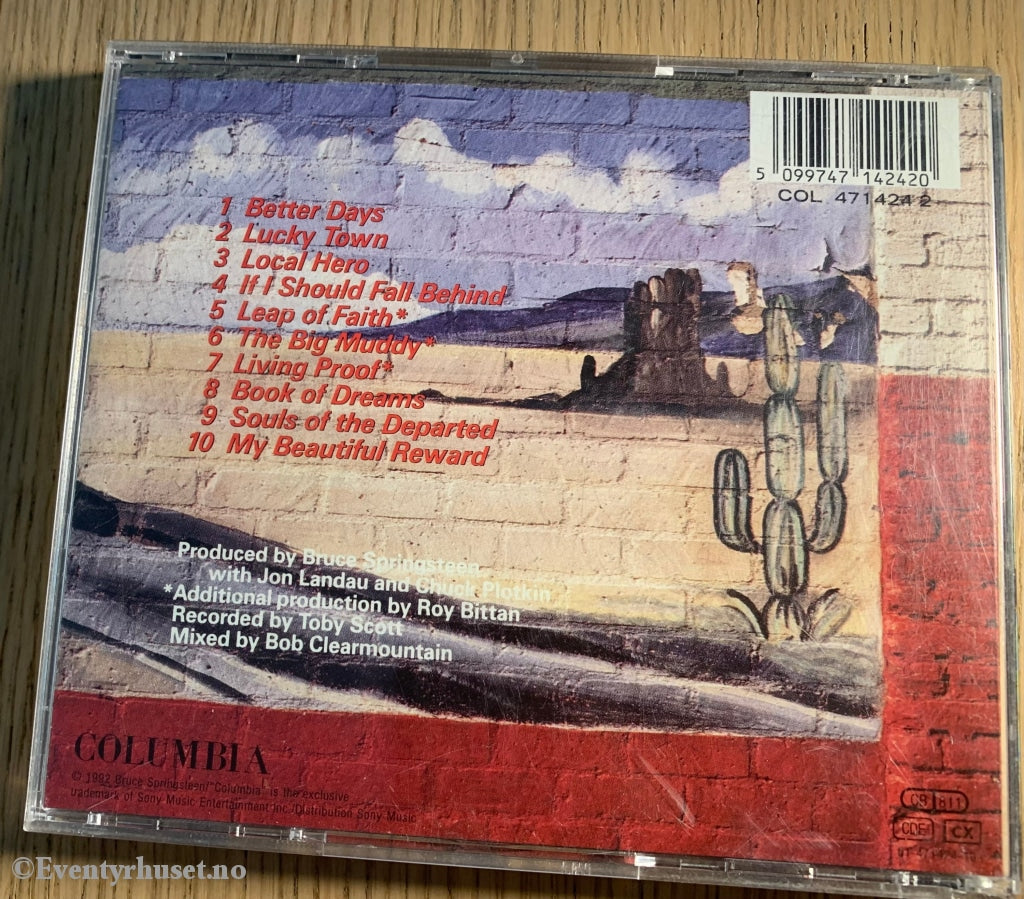 5 099747 142420
COL 471424 2
1 Better Days
2 Lucky Town
3 Local Hero
4 If I Should Fall Behind
5 Leap of Faith*
6 The Big Muddy*
7 Living Proof*
8 Book of Dreams
9 Souls of the Departed
10 My Beautiful Reward
Produced by Bruce Springsteen
with Jon Landau and Chuck Plotkin
*Additional production by Roy Bittan
Recorded by Toby Scott
Mixed by Bob Clearmountain
COLUMBIA
© 1992 Bruce Springsteen/"Columbia" is the exclusive
trademark of Sony Music Entertainment Inc./Distribution Sony Music
811
CX
©Eventyrhuset.no